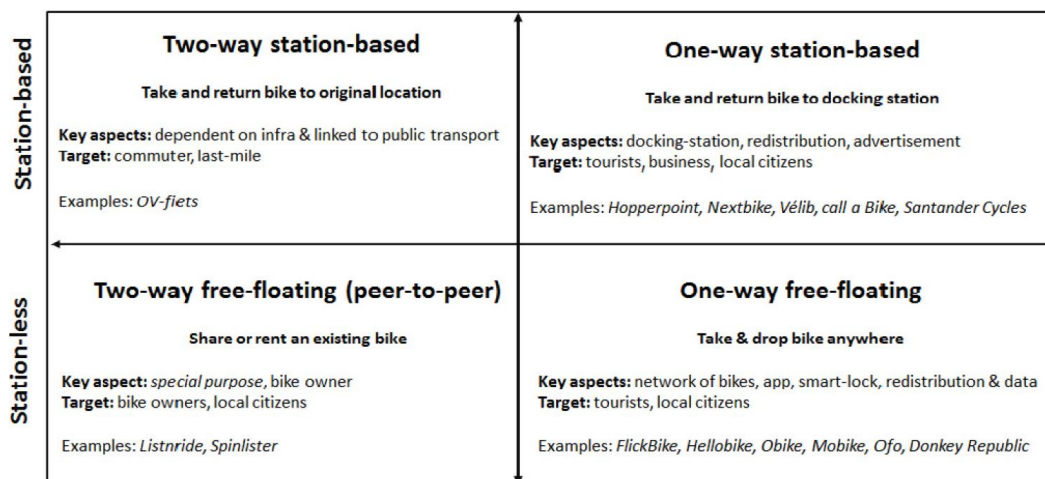 Station-based
Two-way station-based
Take and return bike to original location
Key aspects: dependent on infra & linked to public transport
Target: commuter, last-mile
Examples: OV-fiets
One-way station-based
Take and return bike to docking station
Key aspects: docking-station, redistribution, advertisement
Target: tourists, business, local citizens
Examples: Hopperpoint, Nextbike, Vélib, call a Bike, Santander Cycles
Station-less
Two-way free-floating (peer-to-peer)
Share or rent an existing bike
Key aspect: special purpose, bike owner
Target: bike owners, local citizens
Examples: Listnride, Spinlister
One-way free-floating
Take & drop bike anywhere
Key aspects: network of bikes, app, smart-lock, redistribution & data
Target: tourists, local citizens
Examples: FlickBike, Hellobike, Obike, Mobike, Ofo, Donkey Republic